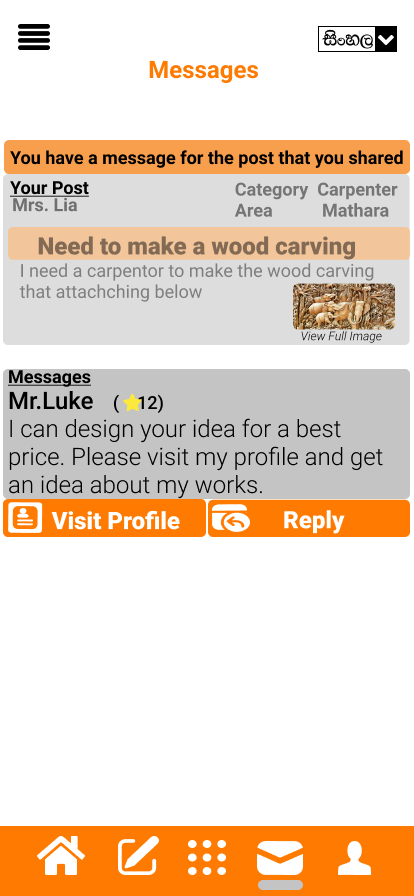 සිංහල
Messages
You have a message for the post that you shared
Your Post
Mrs. Lia
Category Carpenter
Area Mathara
Need to make a wood carving
I need a carpentor to make the wood carving
that attachching below
View Full Image
Messages
Mr.Luke (⭐12)
I can design your idea for a best
price. Please visit my profile and get
an idea about my works.
Visit Profile Reply